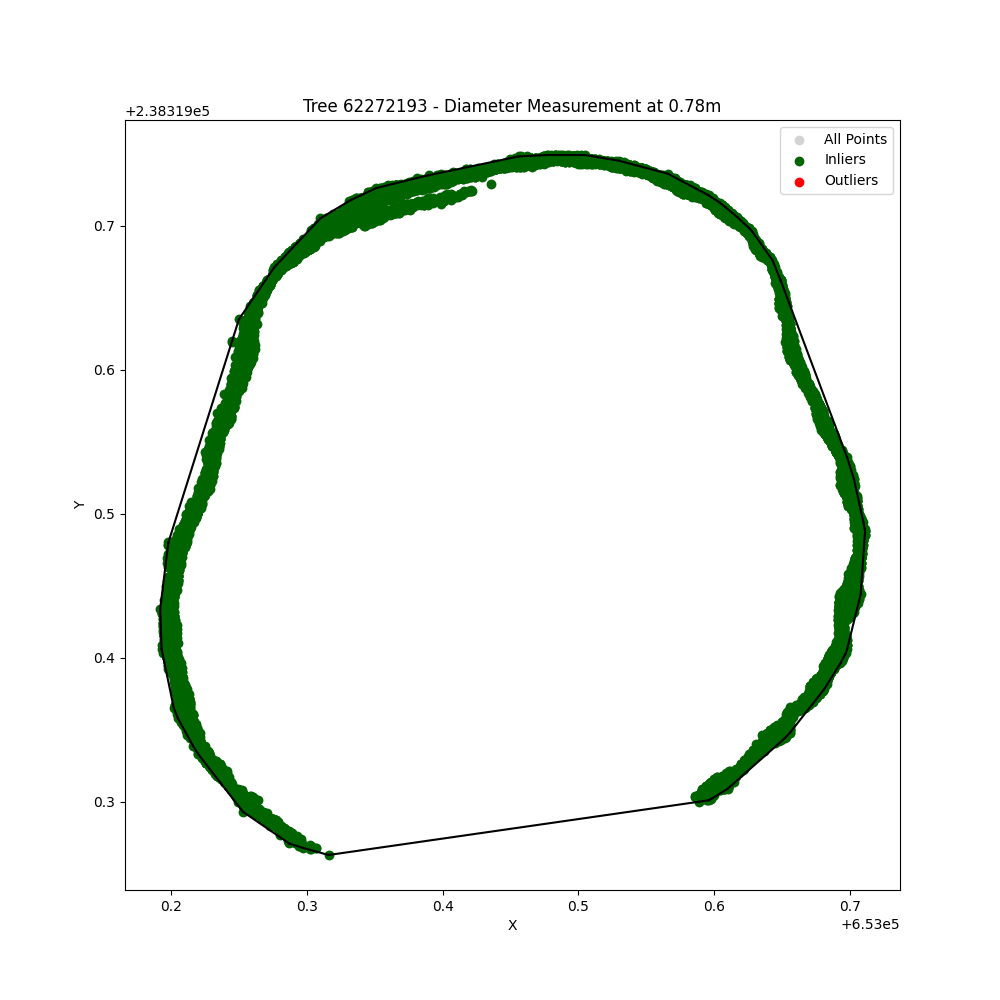 Tree 62272193 - Diameter Measurement at 0.78m
+2.38319e5
All Points
Inliers
Outliers
0.7
0.6
0.5
0.4
0.3
Y
0.2 0.3 0.4 0.5 0.6 0.7
X
+6.53e5